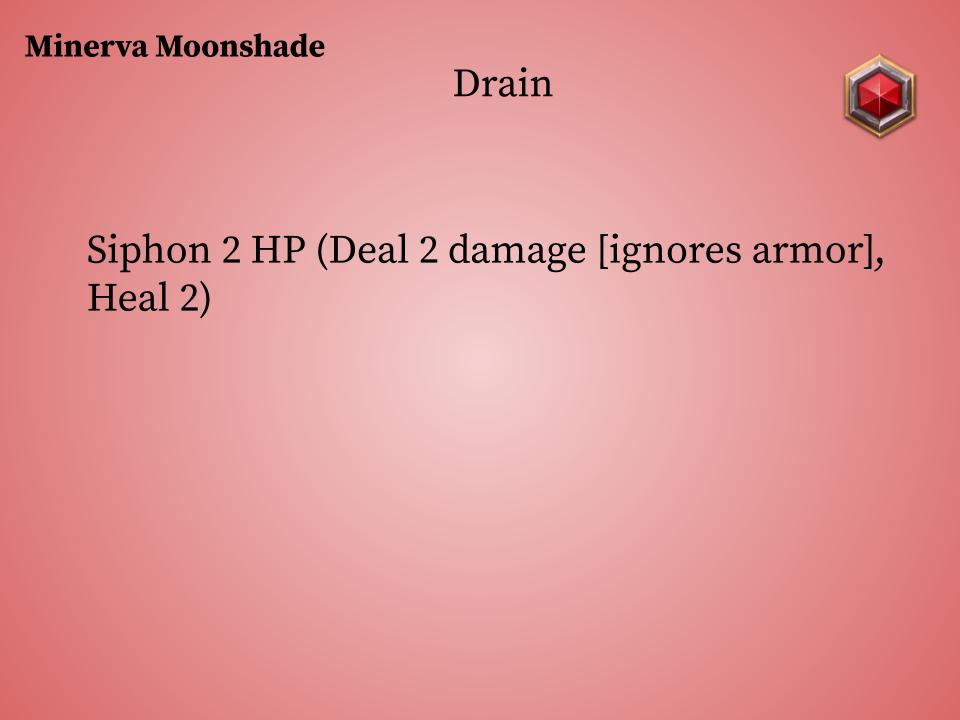 Minerva Moonshade
Drain
Siphon 2 HP (Deal 2 damage [ignores armor],
Heal 2)